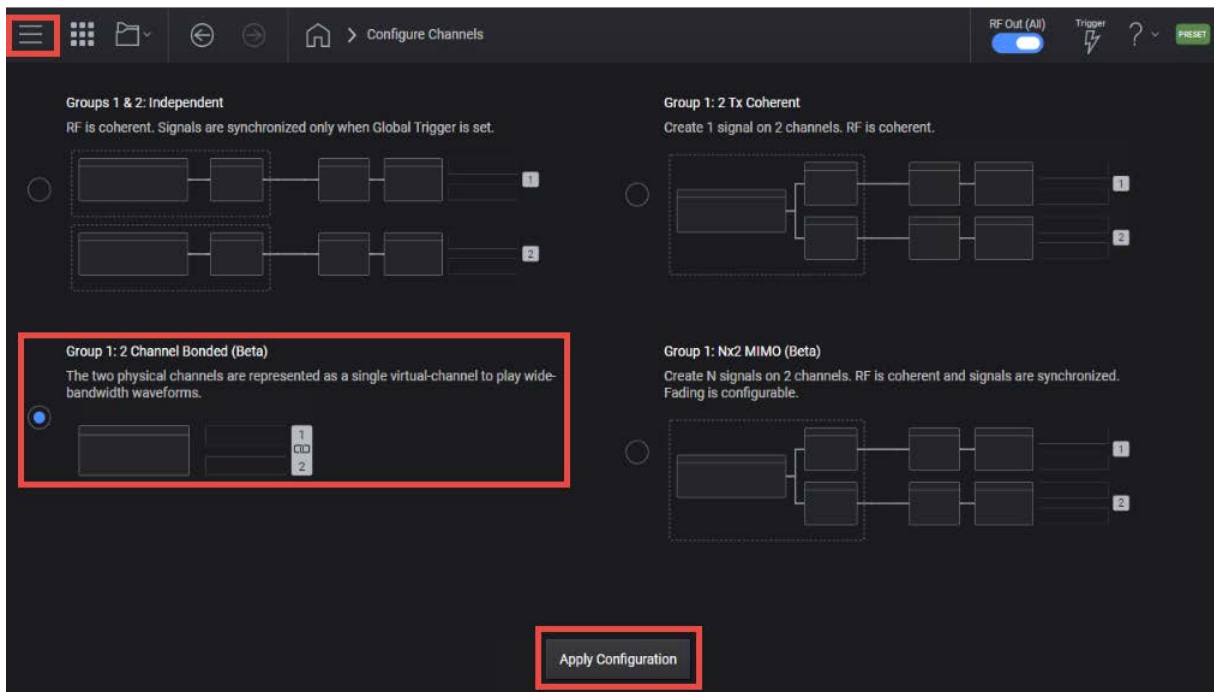 Configure Channels
RF Out (All)
Trigger
?
PRESET
Groups 1 & 2: Independent
RF is coherent. Signals are synchronized only when Global Trigger is set.
1
2
Group 1: 2 Tx Coherent
Create 1 signal on 2 channels. RF is coherent.
1
2
Group 1: 2 Channel Bonded (Beta)
The two physical channels are represented as a single virtual-channel to play wide-
bandwidth waveforms.
1
2
Group 1: Nx2 MIMO (Beta)
Create N signals on 2 channels. RF is coherent and signals are synchronized.
Fading is configurable.
1
2
Apply Configuration